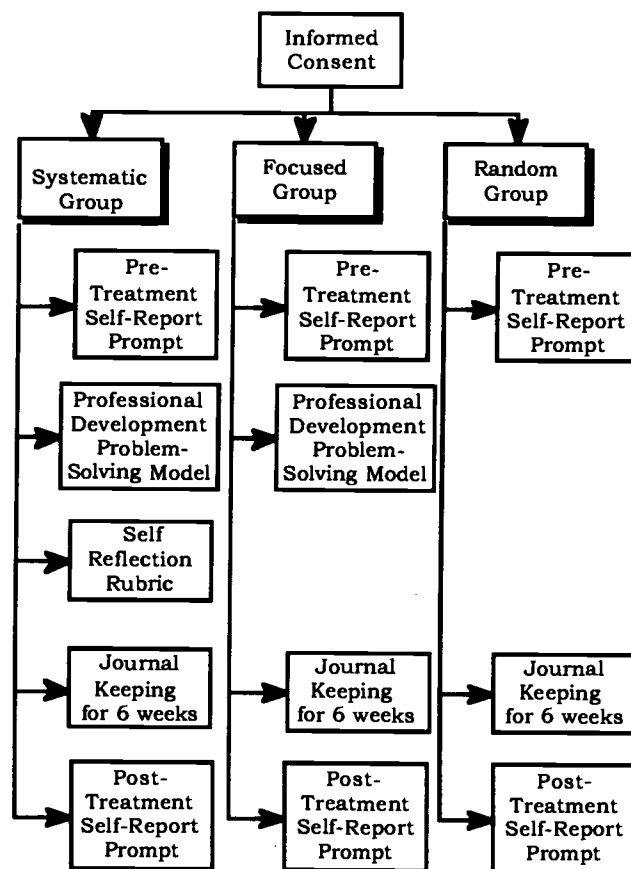 Informed
Consent
Systematic
Group
Focused
Group
Random
Group
Pre-
Treatment
Self-Report
Prompt
Pre-
Treatment
Self-Report
Prompt
Pre-
Treatment
Self-Report
Prompt
Professional
Development
Problem-
Solving Model
Professional
Development
Problem-
Solving Model
Self
Reflection
Rubric
Journal
Keeping
for 6 weeks
Journal
Keeping
for 6 weeks
Journal
Keeping
for 6 weeks
Post-
Treatment
Self-Report
Prompt
Post-
Treatment
Self-Report
Prompt
Post-
Treatment
Self-Report
Prompt